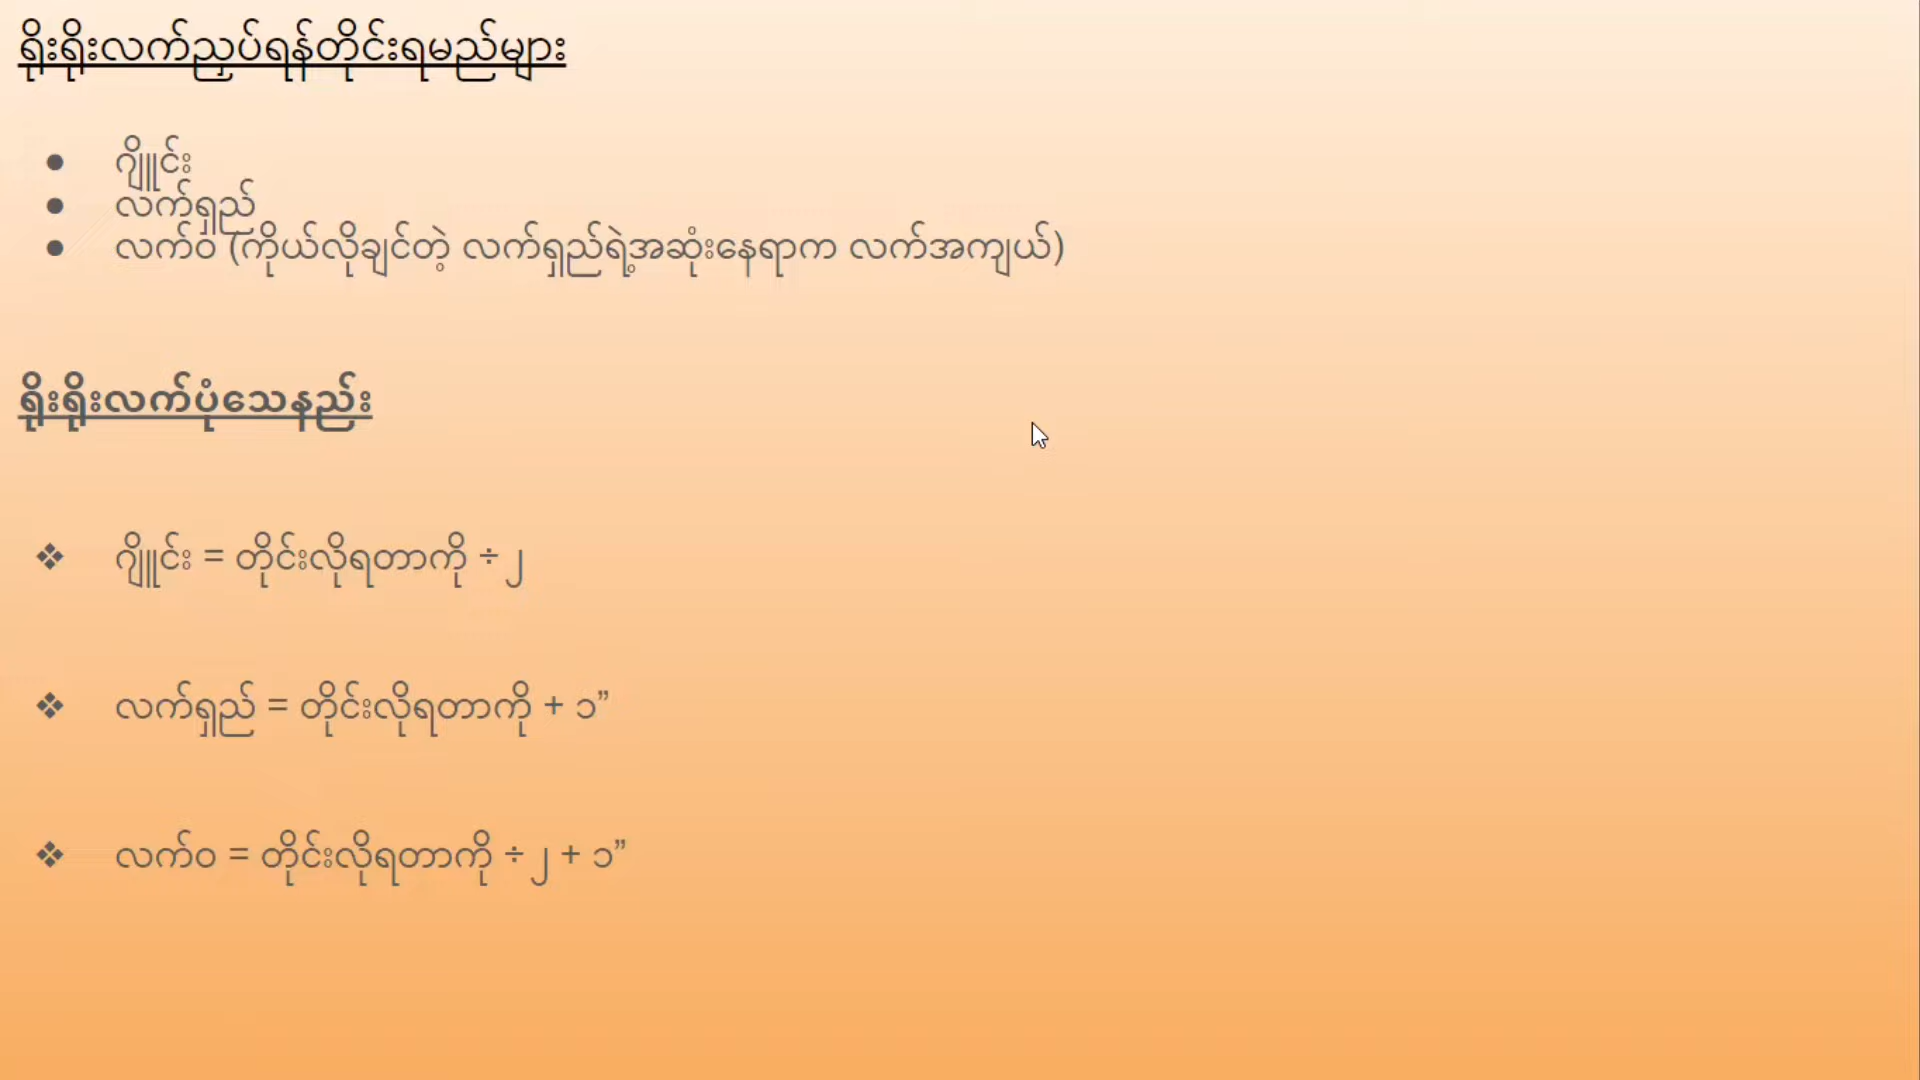 ရိုးရိုးလက်ညှပ်ရန်တိုင်းရမည်များ
● ဂျိုူင်း
● လက်ရှည်
● လက်ဝ (ကိုယ်လိုချင်တဲ့ လက်ရှည်ရဲ့အဆုံးနေရာက လက်အကျယ်)
ရိုးရိုးလက်ပုံသေနည်း
❖ ဂျိုူင်း = တိုင်းလိုရတာကို ÷၂
❖ လက်ရှည် = တိုင်းလိုရတာကို + ၁”
❖ လက်ဝ = တိုင်းလိုရတာကို ÷၂ + ၁”